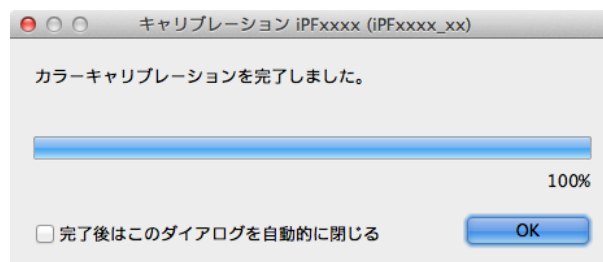 キャリブレーション iPFxxxx (iPFxxxx_xx)
カラーキャリブレーションを完了しました。
100%
完了後はこのダイアログを自動的に閉じる
OK